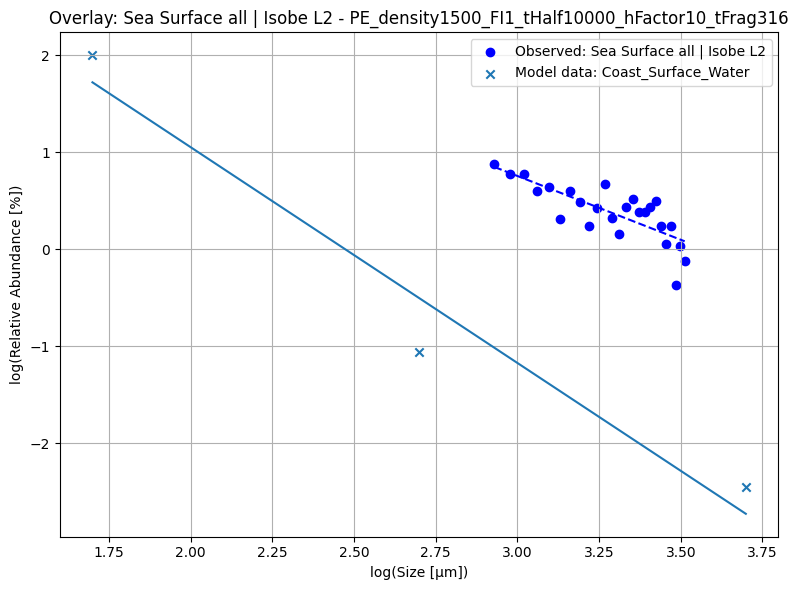 Overlay: Sea Surface all | Isobe L2 - PE_density1500_FI1_tHalf10000_hFactor10_tFrag316
Observed: Sea Surface all | Isobe L2
Model data: Coast_Surface_Water
log(Relative Abundance [%])
2
1
0
−1
−2
1.75
2.00
2.25
2.50
2.75
3.00
3.25
3.50
3.75
log(Size [µm])